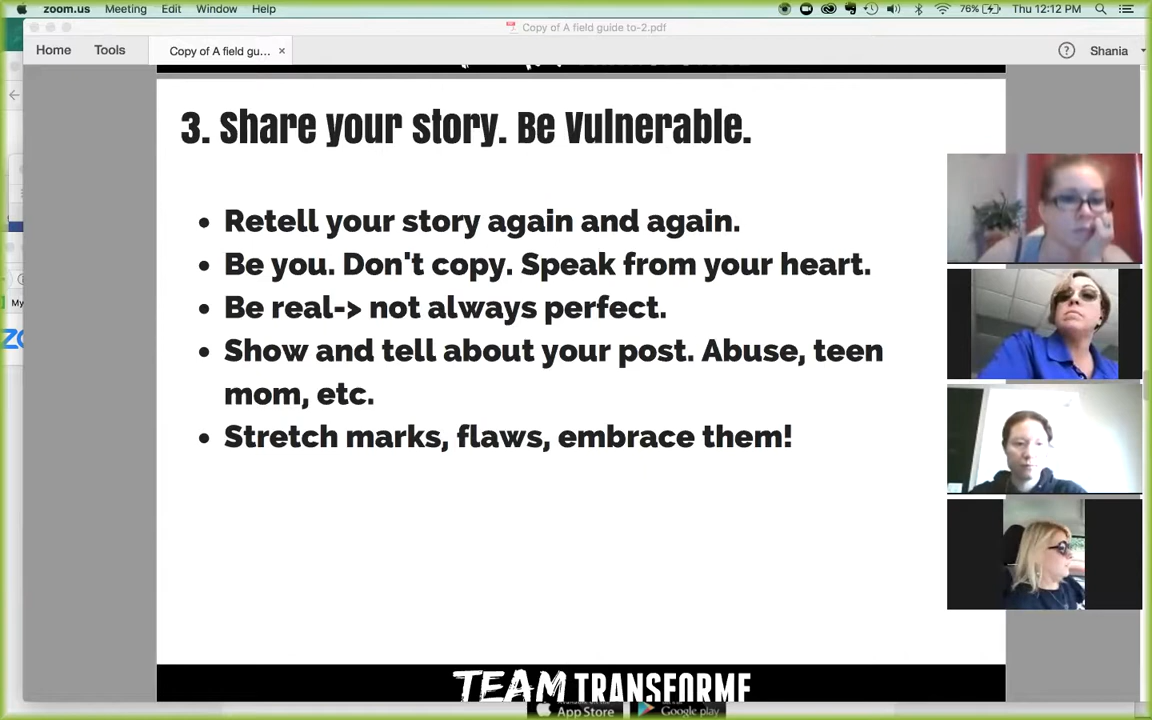 zoom.us Meeting Edit Window Help 76% Thu 12:12 PM
Copy of A field guide to-2.pdf
Home Tools Copy of A field gu... × ? Shania
3. Share your story. Be Vulnerable.
• Retell your story again and again.
• Be you. Don't copy. Speak from your heart.
• Be real-> not always perfect.
My
• Show and tell about your post. Abuse, teen
mom, etc.
• Stretch marks, flaws, embrace them!
TEAM TRANSFORME
App Store Google play